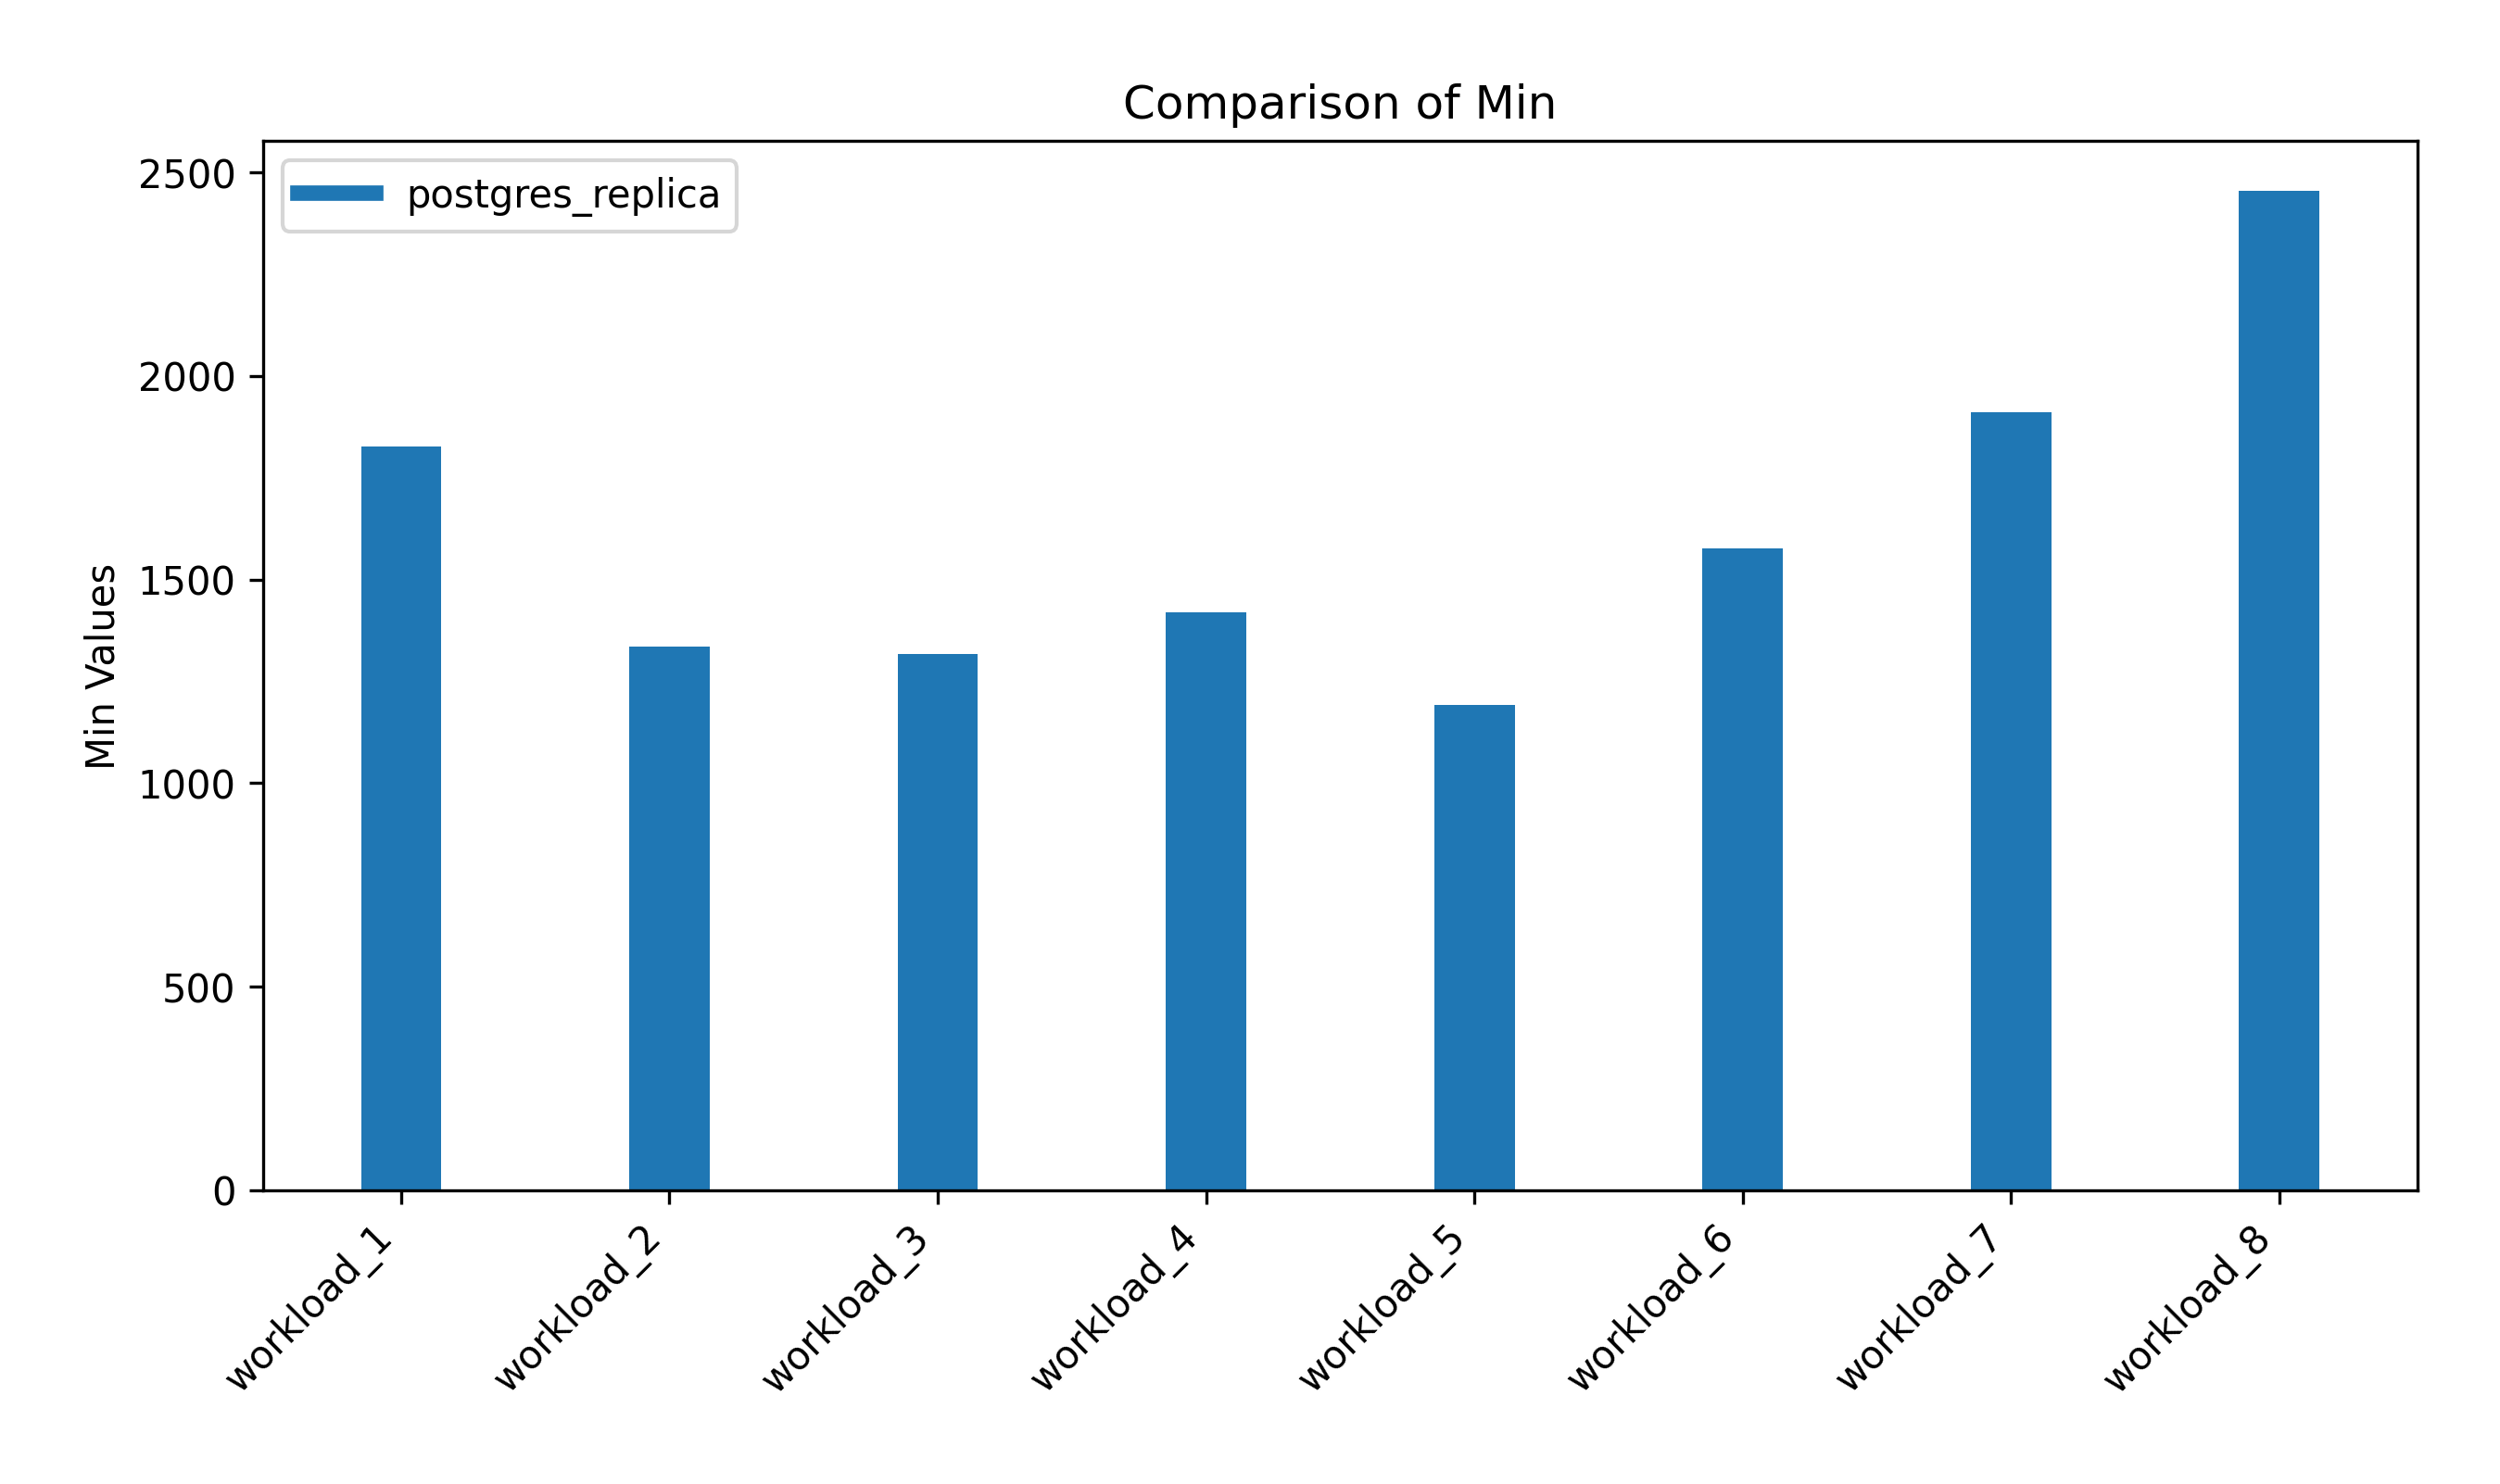 Comparison of Min
postgres_replica
Min Values
2500
2000
1500
1000
500
0
workload_1
workload_2
workload_3
workload_4
workload_5
workload_6
workload_7
workload_8